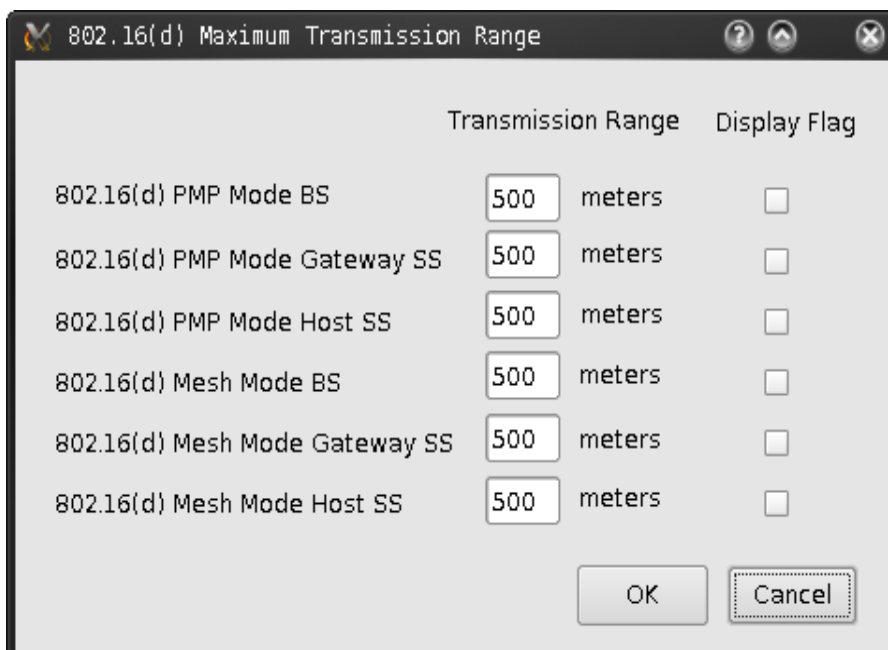 802.16(d) Maximum Transmission Range
Transmission Range Display Flag
802.16(d) PMP Mode BS 500 meters
802.16(d) PMP Mode Gateway SS 500 meters
802.16(d) PMP Mode Host SS 500 meters
802.16(d) Mesh Mode BS 500 meters
802.16(d) Mesh Mode Gateway SS 500 meters
802.16(d) Mesh Mode Host SS 500 meters
OK Cancel